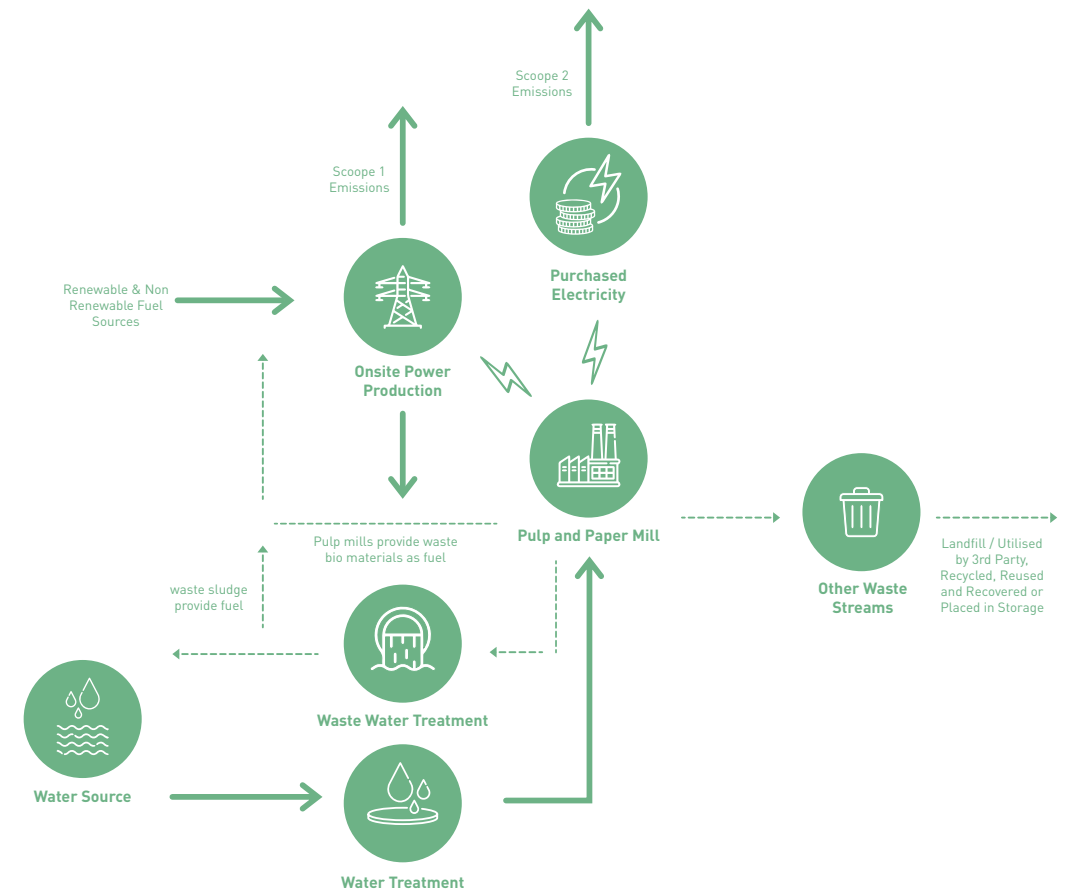 Scoope 2
Emissions
Scoope 1
Emissions
Purchased
Electricity
Renewable & Non
Renewable Fuel
Sources
Onsite Power
Production
Pulp and Paper Mill
Pulp mills provide waste
bio materials as fuel
Landfill / Utilised
by 3rd Party,
Recycled, Reused
and Recovered or
Placed in Storage
Other Waste
Streams
waste sludge
provide fuel
Waste Water Treatment
Water Source
Water Treatment